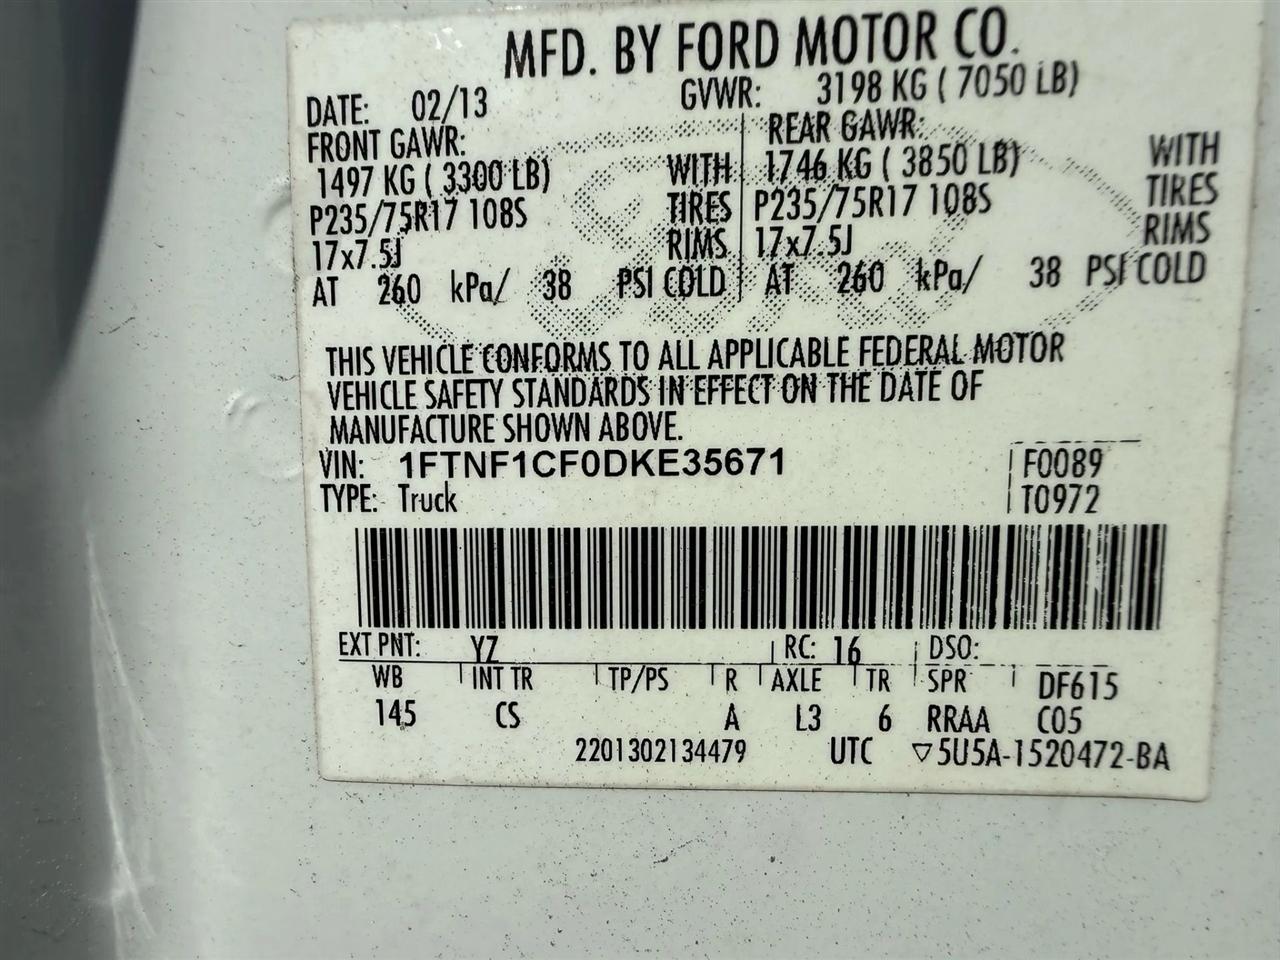 MFD. BY FORD MOTOR CO.
DATE: 02/13 GVWR: 3198 KG ( 7050 LB)
FRONT GAWR: REAR GAWR:
1497 KG ( 3300 LB) WITH 1746 KG ( 3850 LB) WITH
P235/75R17 108S TIRES P235/75R17 108S TIRES
17x7.5J RIMS 17x7.5J RIMS
AT 260 kPa/ 38 PSI COLD AT 260 kPa/ 38 PSI COLD
THIS VEHICLE CONFORMS TO ALL APPLICABLE FEDERAL MOTOR
VEHICLE SAFETY STANDARDS IN EFFECT ON THE DATE OF
MANUFACTURE SHOWN ABOVE.
VIN: 1FTNF1CF0DKE35671 F0089
TYPE: Truck T0972
EXT PNT: YZ RC: 16 DSO:
WB INT TR TP/PS R AXLE TR SPR DF615
145 CS A L3 6 RRAA C05
2201302134479 UTC ▽5U5A-1520472-BA